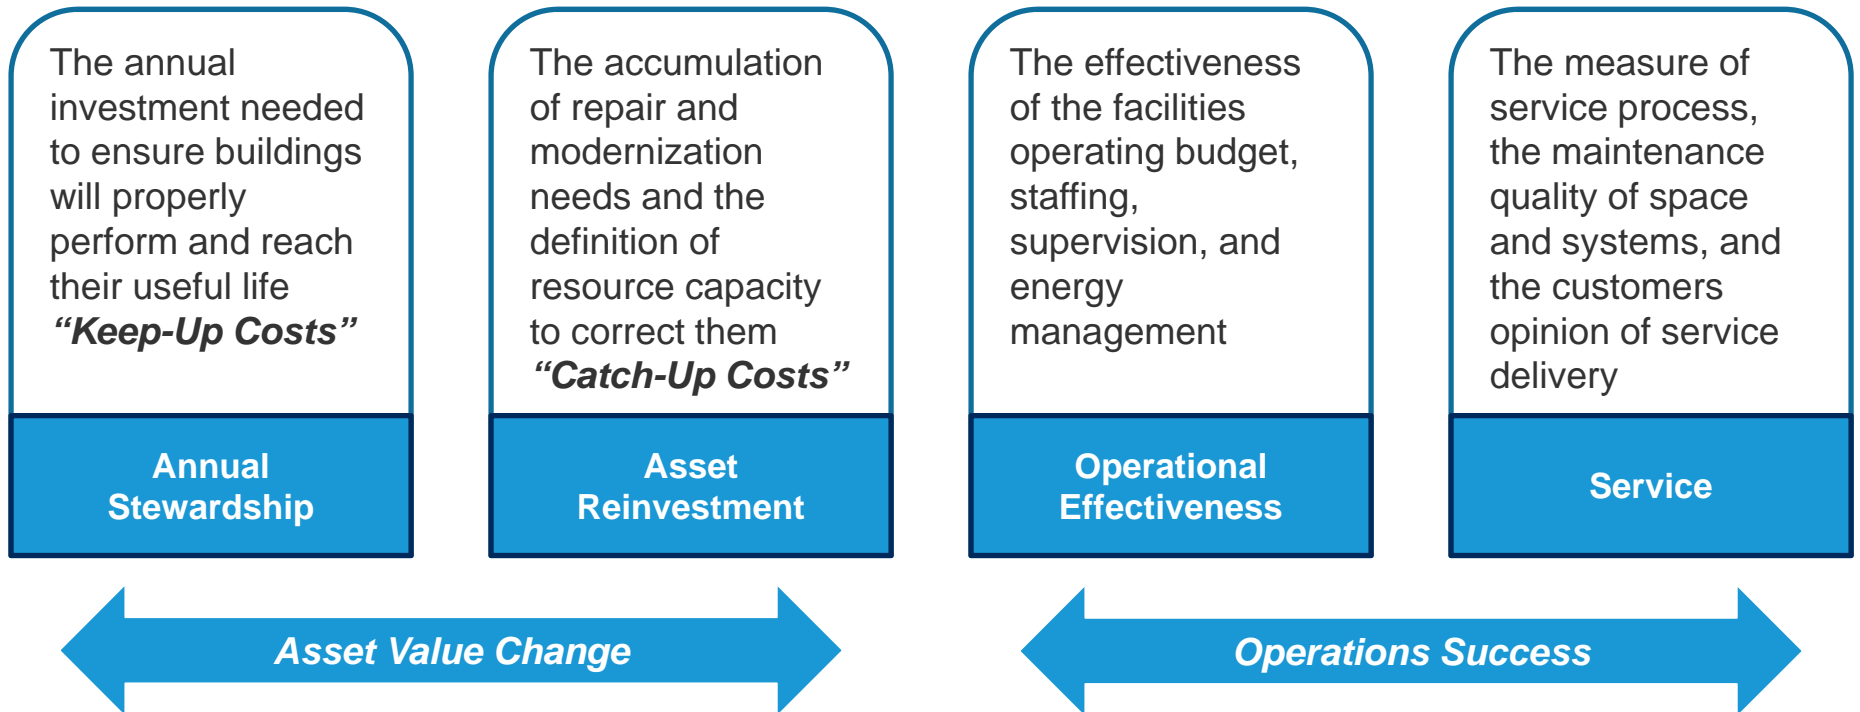 The annual
investment needed
to ensure buildings
will properly
perform and reach
their useful life
“Keep-Up Costs”
Annual
Stewardship
The accumulation
of repair and
modernization
needs and the
definition of
resource capacity
to correct them
“Catch-Up Costs”
Asset
Reinvestment
The effectiveness
of the facilities
operating budget,
staffing,
supervision, and
energy
management
Operational
Effectiveness
The measure of
service process,
the maintenance
quality of space
and systems, and
the customers
opinion of service
delivery
Service
Asset Value Change
Operations Success